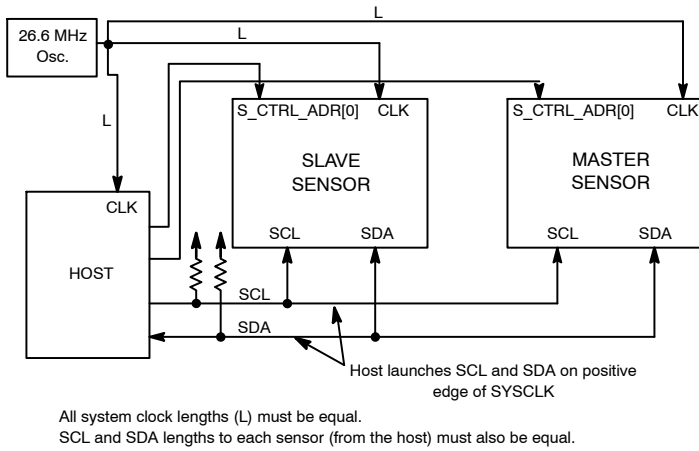 26.6 MHz
Osc.
L
L
L
S_CTRL_ADR[0]
CLK
SLAVE
SENSOR
SCL
SDA
S_CTRL_ADR[0]
CLK
MASTER
SENSOR
SCL
SDA
CLK
HOST
SCL
SDA
Host launches SCL and SDA on positive
edge of SYSCLK
All system clock lengths (L) must be equal.
SCL and SDA lengths to each sensor (from the host) must also be equal.